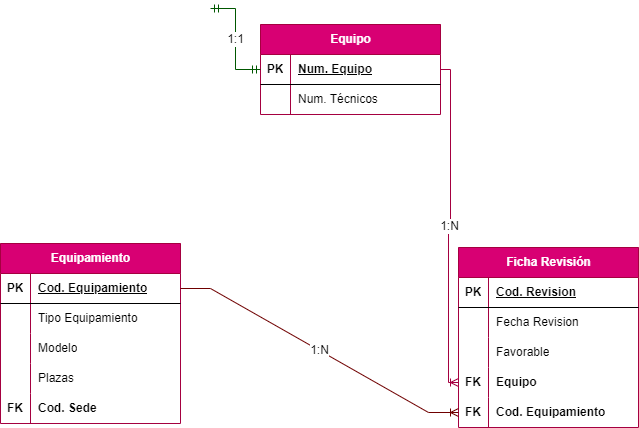 1:1
Equipo
PK Num. Equipo
Num. Técnicos
1:N
Equipamiento
PK Cod. Equipamiento
Tipo Equipamiento
Modelo
Plazas
FK Cod. Sede
1:N
Ficha Revisión
PK Cod. Revision
Fecha Revision
Favorable
FK Equipo
FK Cod. Equipamiento